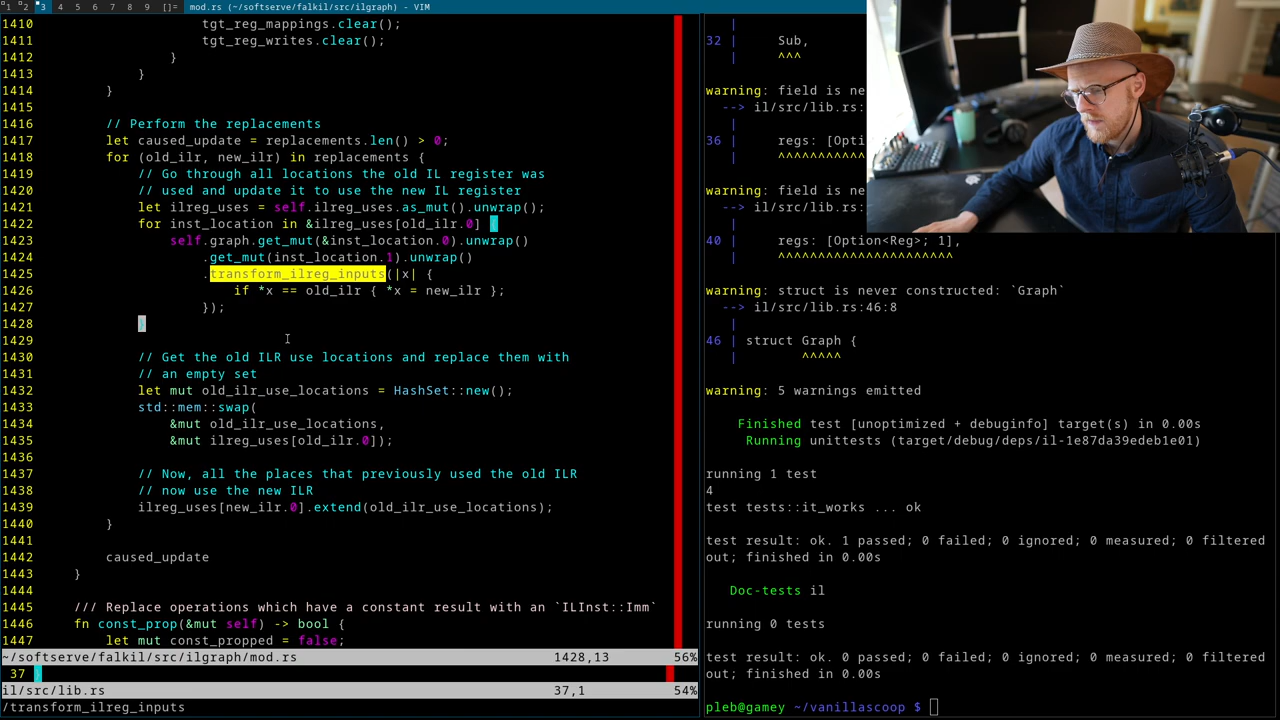 1 2 3 4 5 6 7 8 9 []= mod.rs (~/softserve/falkil/src/ilgraph) - VIM
1410 tgt_reg_mappings.clear();
1411 tgt_reg_writes.clear();
1412 }
1413 }
1414 }
1415
1416 // Perform the replacements
1417 let caused_update = replacements.len() > 0;
1418 for (old_ilr, new_ilr) in replacements {
1419 // Go through all locations the old IL register was
1420 // used and update it to use the new IL register
1421 let ilreg_uses = self.ilreg_uses.as_mut().unwrap();
1422 for inst_location in &ilreg_uses[old_ilr.0] {
1423 self.graph.get_mut(&inst_location.0).unwrap()
1424 .get_mut(inst_location.1).unwrap()
1425 .transform_ilreg_inputs(|x| {
1426 if *x == old_ilr { *x = new_ilr };
1427 });
1428 }
1429
1430 // Get the old ILR use locations and replace them with
1431 // an empty set
1432 let mut old_ilr_use_locations = HashSet::new();
1433 std::mem::swap(
1434 &mut old_ilr_use_locations,
1435 &mut ilreg_uses[old_ilr.0]);
1436
1437 // Now, all the places that previously used the old ILR
1438 // now use the new ILR
1439 ilreg_uses[new_ilr.0].extend(old_ilr_use_locations);
1440 }
1441
1442 caused_update
1443 }
1444
1445 /// Replace operations which have a constant result with an `ILInst::Imm`
1446 fn const_prop(&mut self) -> bool {
1447 let mut const_propped = false;
~/softserve/falkil/src/ilgraph/mod.rs 1428,13 56%
37 }
il/src/lib.rs 37,1 54%
/transform_ilreg_inputs
|
32 | Sub,
| ^^^
warning: field is ne
--> il/src/lib.rs:
|
36 | regs: [Opti
| ^^^^^^^^^^^
warning: field is ne
--> il/src/lib.rs:
|
40 | regs: [Option<Reg>; 1],
| ^^^^^^^^^^^^^^^^^^^^^^
warning: struct is never constructed: `Graph`
--> il/src/lib.rs:46:8
|
46 | struct Graph {
| ^^^^^
warning: 5 warnings emitted
Finished test [unoptimized + debuginfo] target(s) in 0.00s
Running unittests (target/debug/deps/il-1e87da39edeb1e01)
running 1 test
4
test tests::it_works ... ok
test result: ok. 1 passed; 0 failed; 0 ignored; 0 measured; 0 filtered
out; finished in 0.00s
Doc-tests il
running 0 tests
test result: ok. 0 passed; 0 failed; 0 ignored; 0 measured; 0 filtered
out; finished in 0.00s
pleb@gamey ~/vanillascoop $